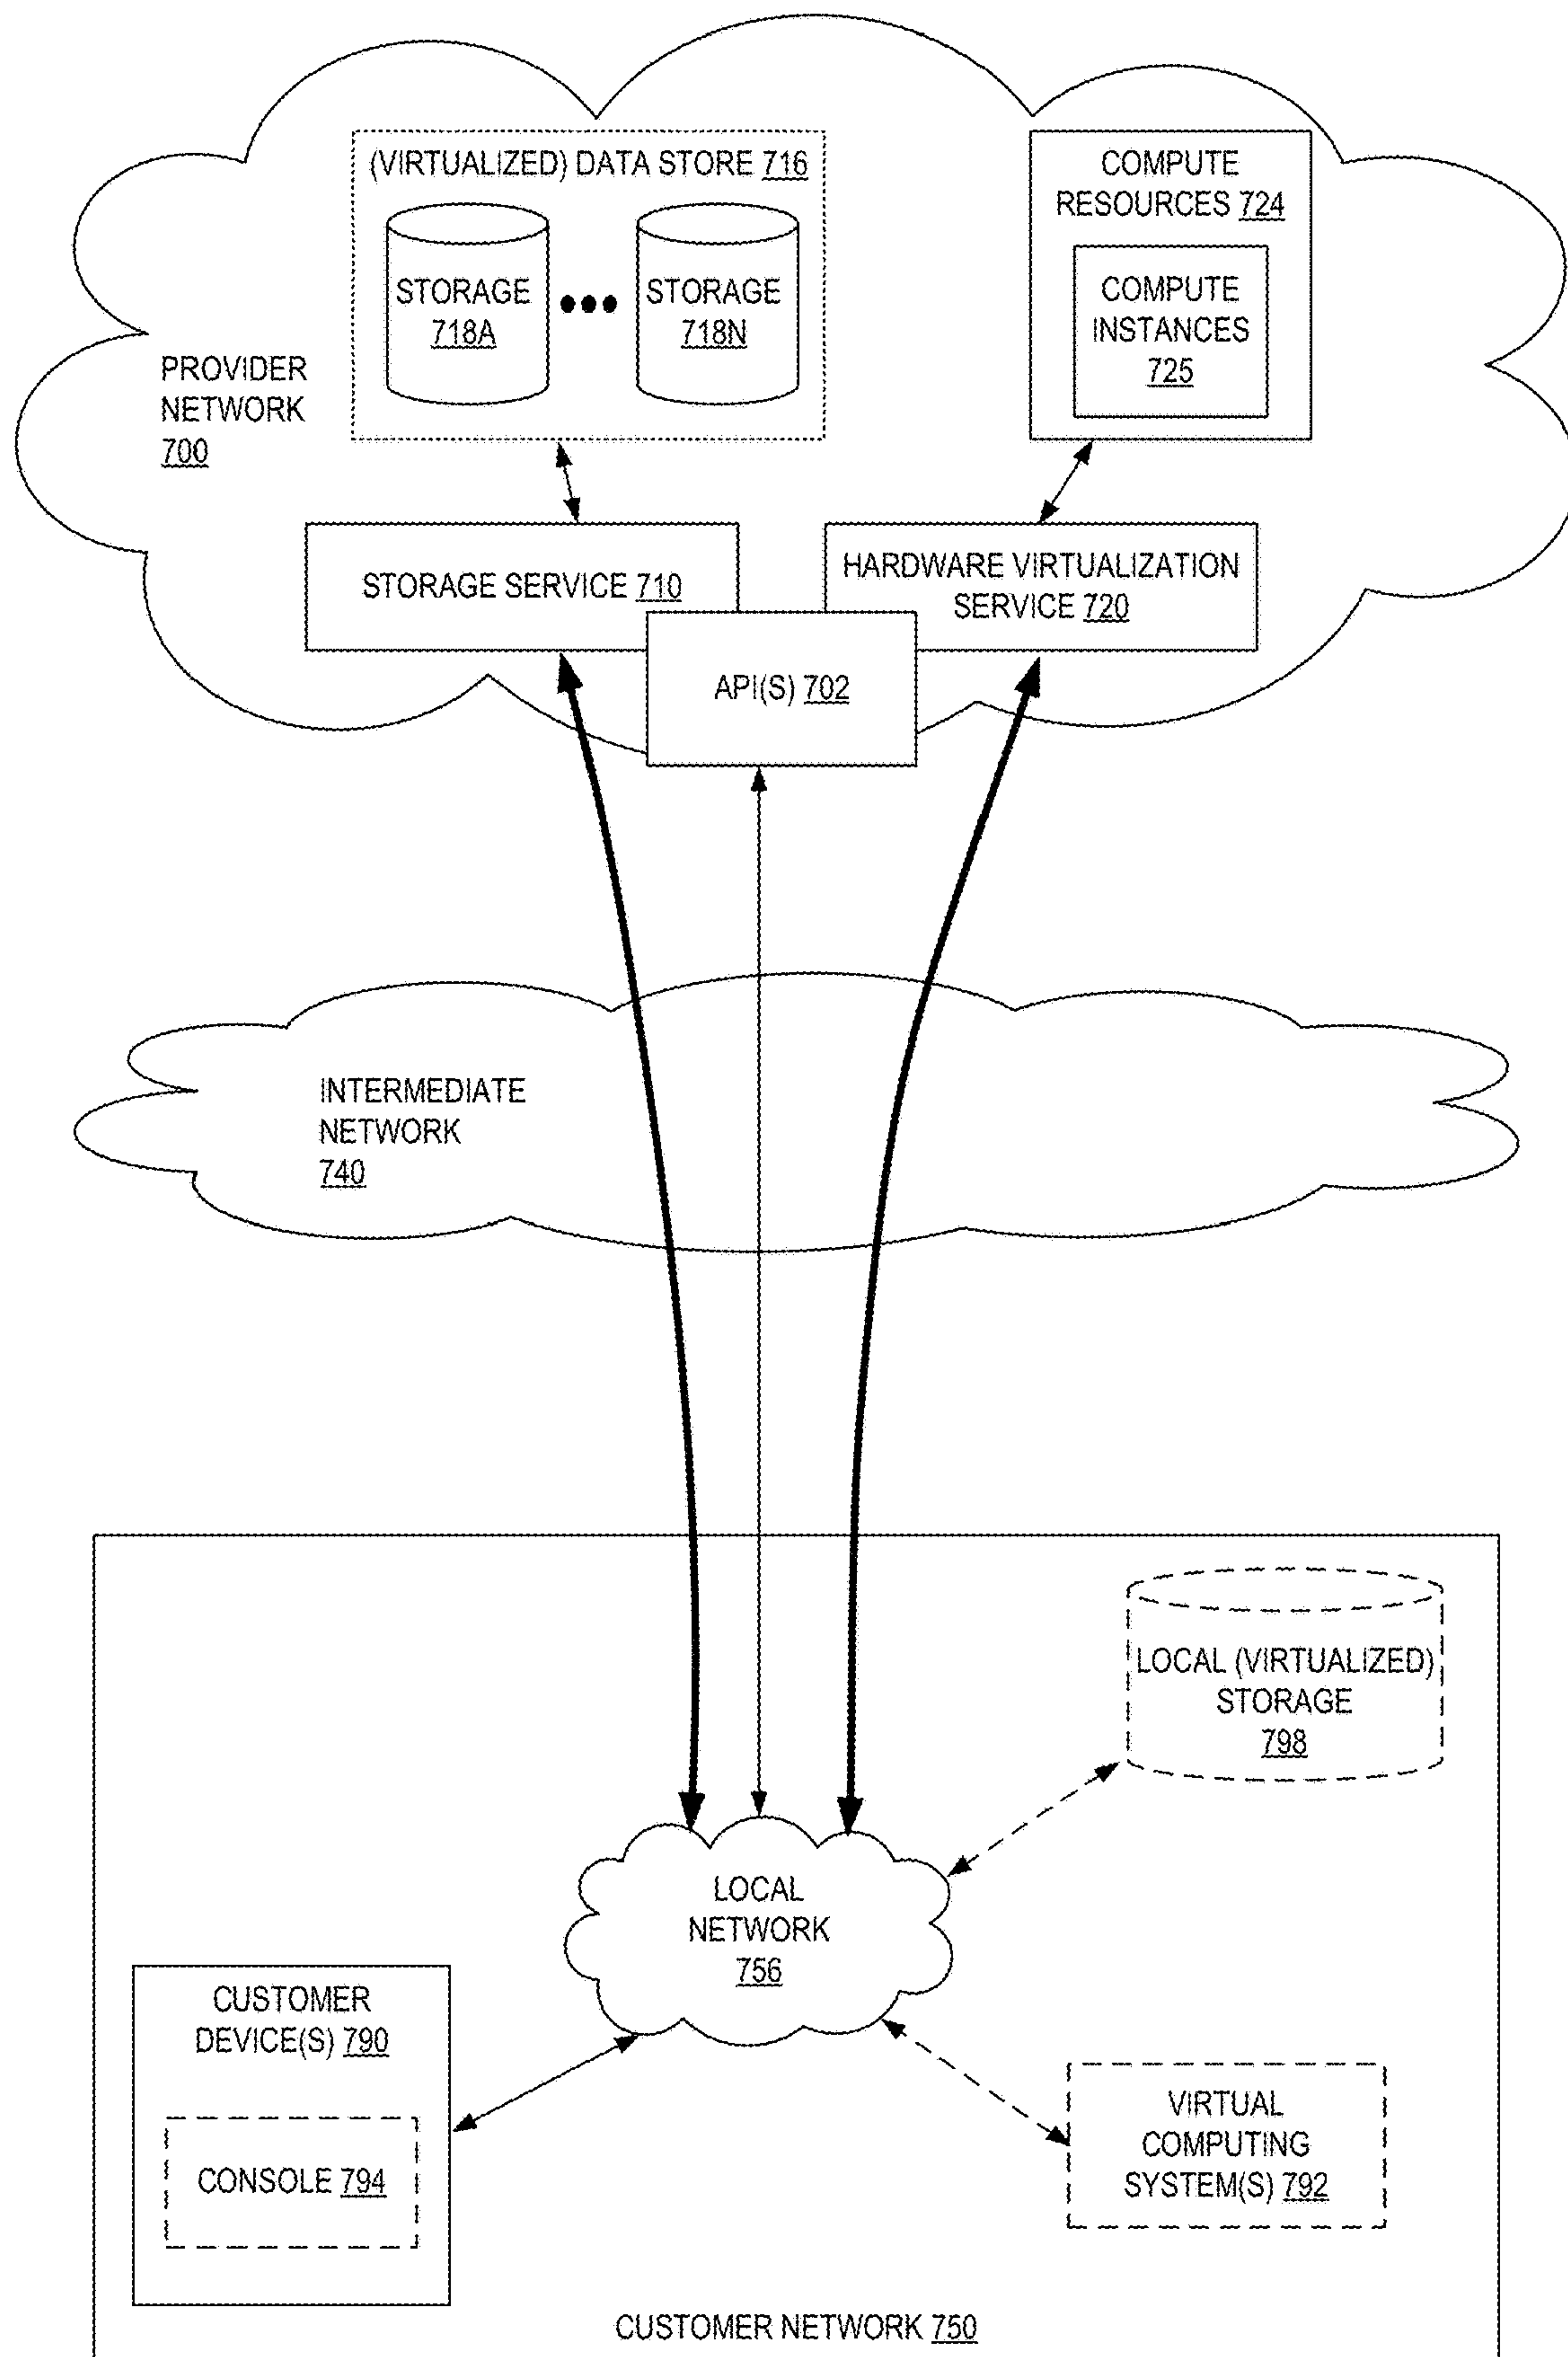 (VIRTUALIZED) DATA STORE 716
STORAGE
718A
STORAGE
718N
COMPUTE
RESOURCES 724
COMPUTE
INSTANCES
725
PROVIDER
NETWORK
700
STORAGE SERVICE 710
HARDWARE VIRTUALIZATION
SERVICE 720
API(S) 702
INTERMEDIATE
NETWORK
740
LOCAL (VIRTUALIZED)
STORAGE
798
LOCAL
NETWORK
756
CUSTOMER
DEVICE(S) 790
CONSOLE 794
VIRTUAL
COMPUTING
SYSTEM(S) 792
CUSTOMER NETWORK 750